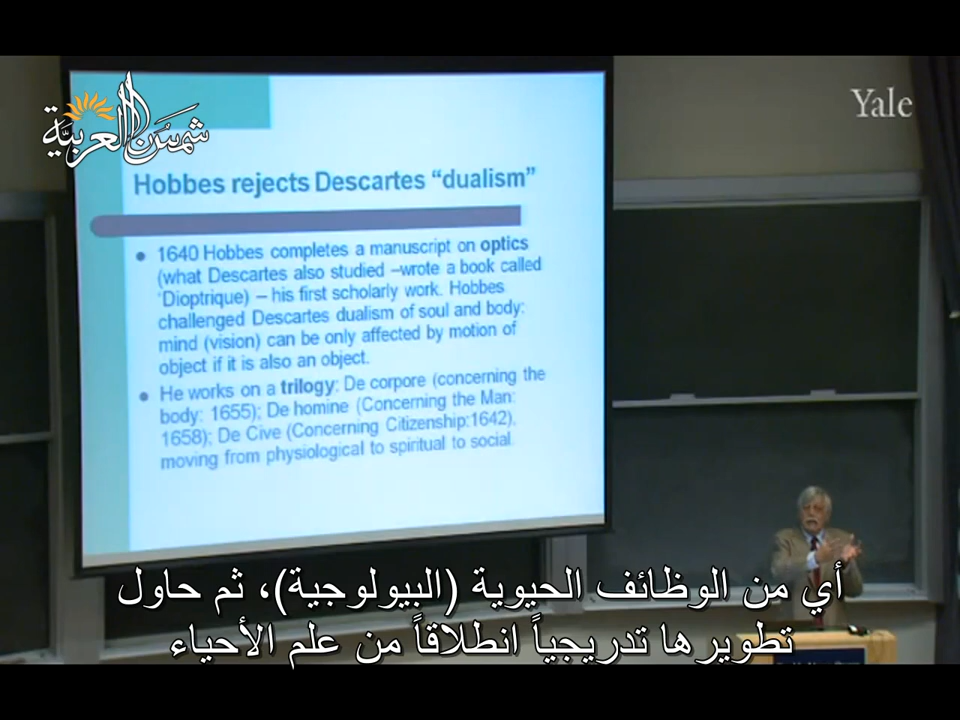 شمس العربية
Yale
Hobbes rejects Descartes “dualism”
• 1640 Hobbes completes a manuscript on optics
(what Descartes also studied –wrote a book called
‘Dioptrique) – his first scholarly work. Hobbes
challenged Descartes dualism of soul and body:
mind (vision) can be only affected by motion of
object if it is also an object.
• He works on a trilogy: De corpore (concerning the
body: 1655); De homine (Concerning the Man:
1658); De Cive (Concerning Citizenship:1642),
moving from physiological to spiritual to social.
أي من الوظائف الحيوية (البيولوجية)، ثم حاول
تطويرها تدريجياً انطلاقاً من علم الأحياء